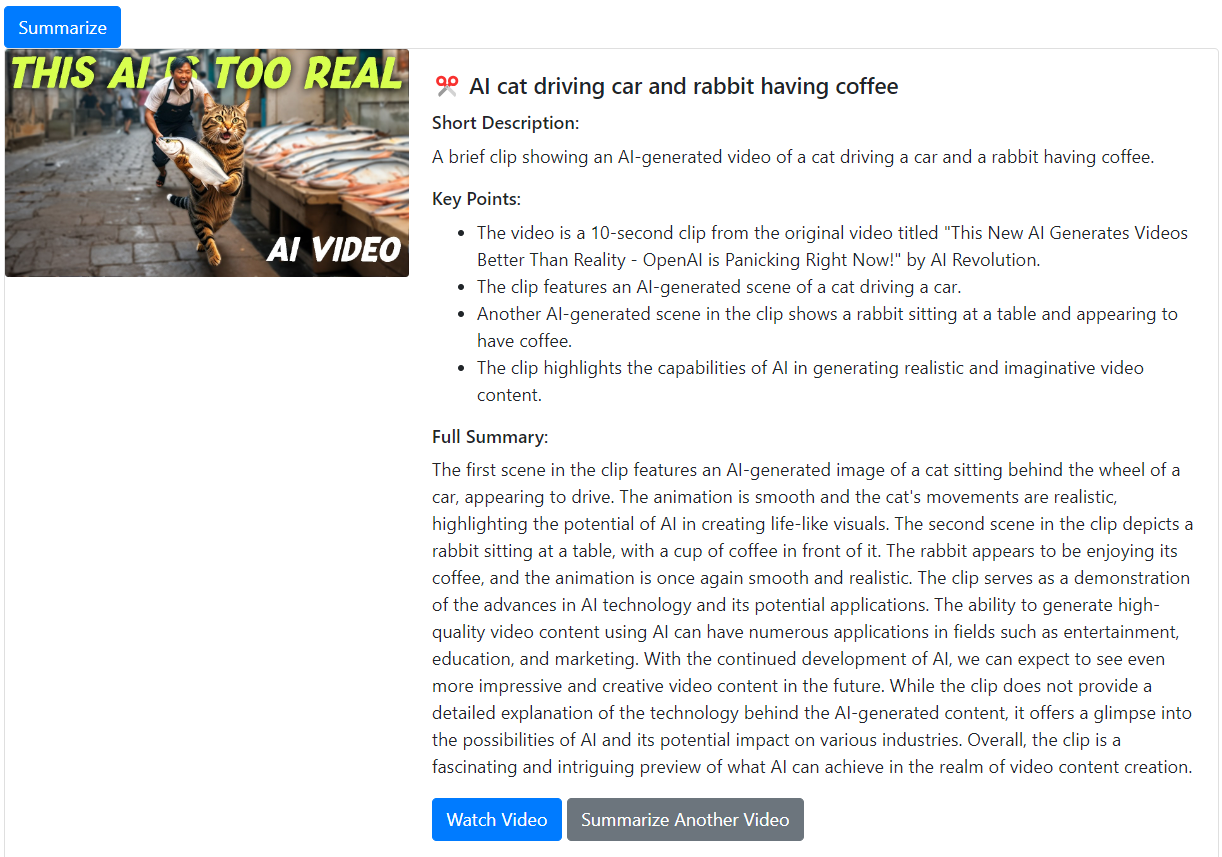 Summarize
THIS AI IS TOO REAL
AI VIDEO
AI cat driving car and rabbit having coffee
Short Description:
A brief clip showing an AI-generated video of a cat driving a car and a rabbit having coffee.
Key Points:
The video is a 10-second clip from the original video titled "This New AI Generates Videos
Better Than Reality - OpenAI is Panicking Right Now!" by AI Revolution.
The clip features an AI-generated scene of a cat driving a car.
Another AI-generated scene in the clip shows a rabbit sitting at a table and appearing to
have coffee.
The clip highlights the capabilities of AI in generating realistic and imaginative video
content.
Full Summary:
The first scene in the clip features an AI-generated image of a cat sitting behind the wheel of a
car, appearing to drive. The animation is smooth and the cat's movements are realistic,
highlighting the potential of AI in creating life-like visuals. The second scene in the clip depicts a
rabbit sitting at a table, with a cup of coffee in front of it. The rabbit appears to be enjoying its
coffee, and the animation is once again smooth and realistic. The clip serves as a demonstration
of the advances in AI technology and its potential applications. The ability to generate high-
quality video content using AI can have numerous applications in fields such as entertainment,
education, and marketing. With the continued development of AI, we can expect to see even
more impressive and creative video content in the future. While the clip does not provide a
detailed explanation of the technology behind the AI-generated content, it offers a glimpse into
the possibilities of AI and its potential impact on various industries. Overall, the clip is a
fascinating and intriguing preview of what AI can achieve in the realm of video content creation.
Watch Video
Summarize Another Video